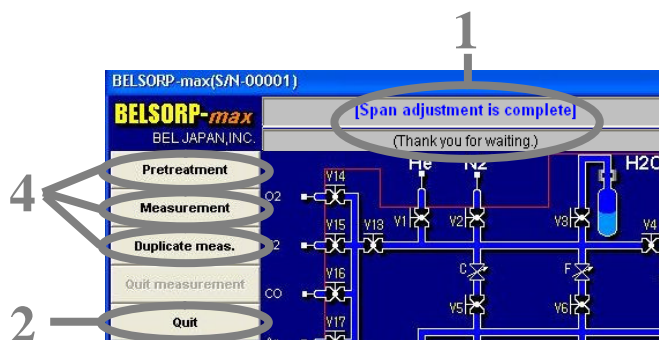 1
BELSORP-max(S/N-00001)
BELSORP-max
BEL JAPAN,INC.
[Span adjustment is complete]
(Thank you for waiting.)
4
Pretreatment
Measurement
Duplicate meas.
Quit measurement
2
Quit
He
N2
H2O
V14
O2
V1
V2
V3
V4
V15
V13
2
V16
CO
C
F
V5
V6
V17